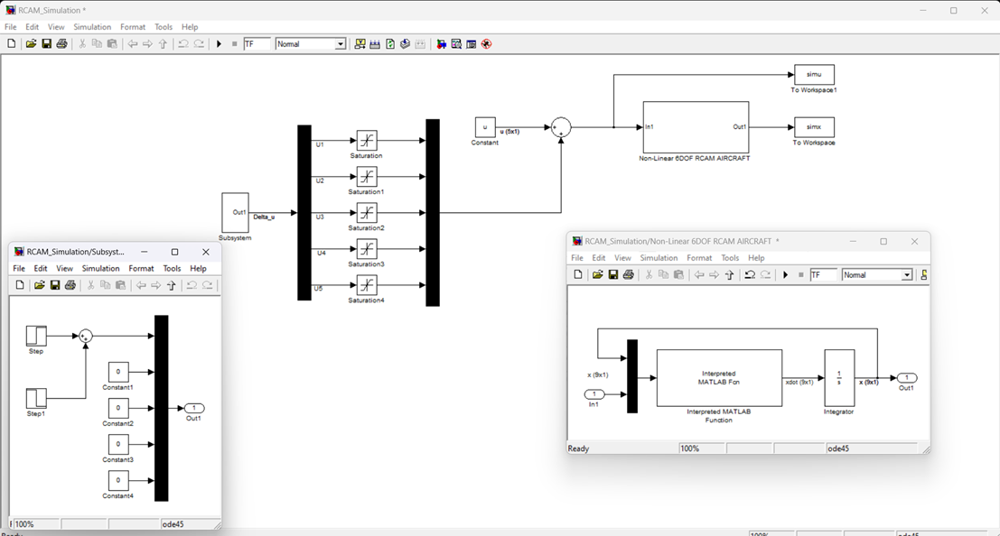 RCAM_Simulation *
File Edit View Simulation Format Tools Help
TF Normal
simu
To Workspace1
u
Constant
u (5x1)
In1 Out1
Non-Linear 6DOF RCAM AIRCRAFT
simx
To Workspace
U1
Saturation
U2
Saturation1
Out1
Subsystem
Delta_u
U3
Saturation2
U4
Saturation3
U5
Saturation4
RCAM_Simulation/Subsyst...
File Edit View Simulation Format Tools Help
Step
0
Constant1
Step1
0
Constant2
1
Out1
0
Constant3
0
Constant4
100% ode45
RCAM_Simulation/Non-Linear 6DOF RCAM AIRCRAFT *
File Edit View Simulation Format Tools Help
TF Normal
x (9x1)
1
In1
Interpreted
MATLAB Fcn
Interpreted MATLAB
Function
xdot (9x1)
1
s
Integrator
x (9x1)
1
Out1
Ready 100% ode45
Ready 100% ode45